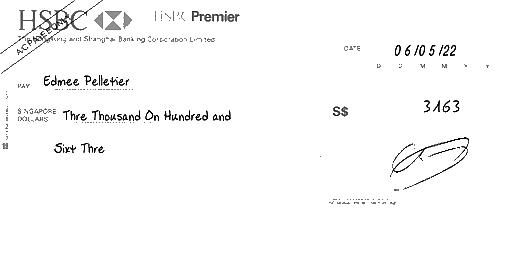 HSBC HSBC Premier
A/C PAYEE ONLY
The Hongkong and Shanghai Banking Corporation Limited
DATE 06/05/22
D D M M Y Y
PAY Edmee Pelletier
SINGAPORE DOLLARS Thre Thousand On Hundred and
S$ 3163
Sixt Thre